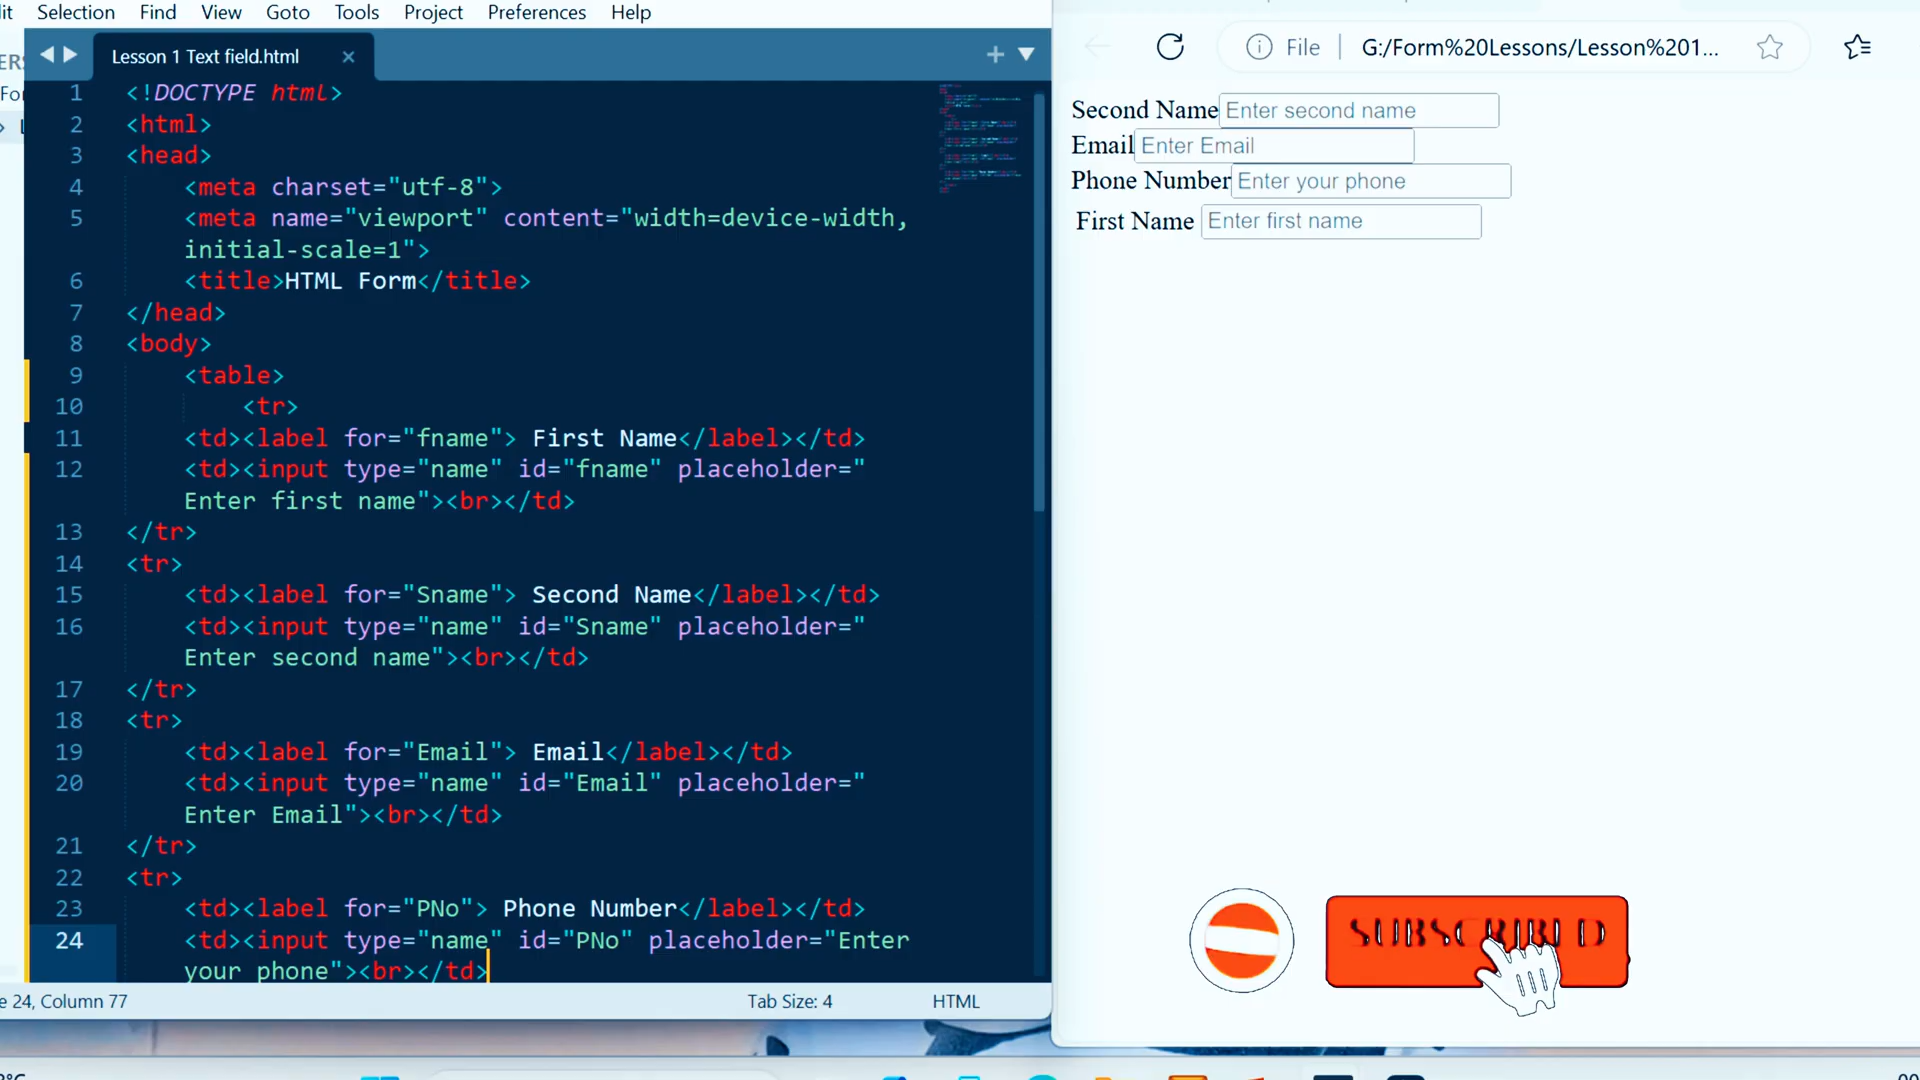 Selection Find View Goto Tools Project Preferences Help
Lesson 1 Text field.html
1 <!DOCTYPE html>
2 <html>
3 <head>
4 <meta charset="utf-8">
5 <meta name="viewport" content="width=device-width,
initial-scale=1">
6 <title>HTML Form</title>
7 </head>
8 <body>
9 <table>
10 <tr>
11 <td><label for="fname"> First Name</label></td>
12 <td><input type="name" id="fname" placeholder="
Enter first name"><br></td>
13 </tr>
14 <tr>
15 <td><label for="Sname"> Second Name</label></td>
16 <td><input type="name" id="Sname" placeholder="
Enter second name"><br></td>
17 </tr>
18 <tr>
19 <td><label for="Email"> Email</label></td>
20 <td><input type="name" id="Email" placeholder="
Enter Email"><br></td>
21 </tr>
22 <tr>
23 <td><label for="PNo"> Phone Number</label></td>
24 <td><input type="name" id="PNo" placeholder="Enter
your phone"><br></td>
24, Column 77 Tab Size: 4 HTML
File G:/Form%20Lessons/Lesson%201...
Second Name Enter second name
Email Enter Email
Phone Number Enter your phone
First Name Enter first name